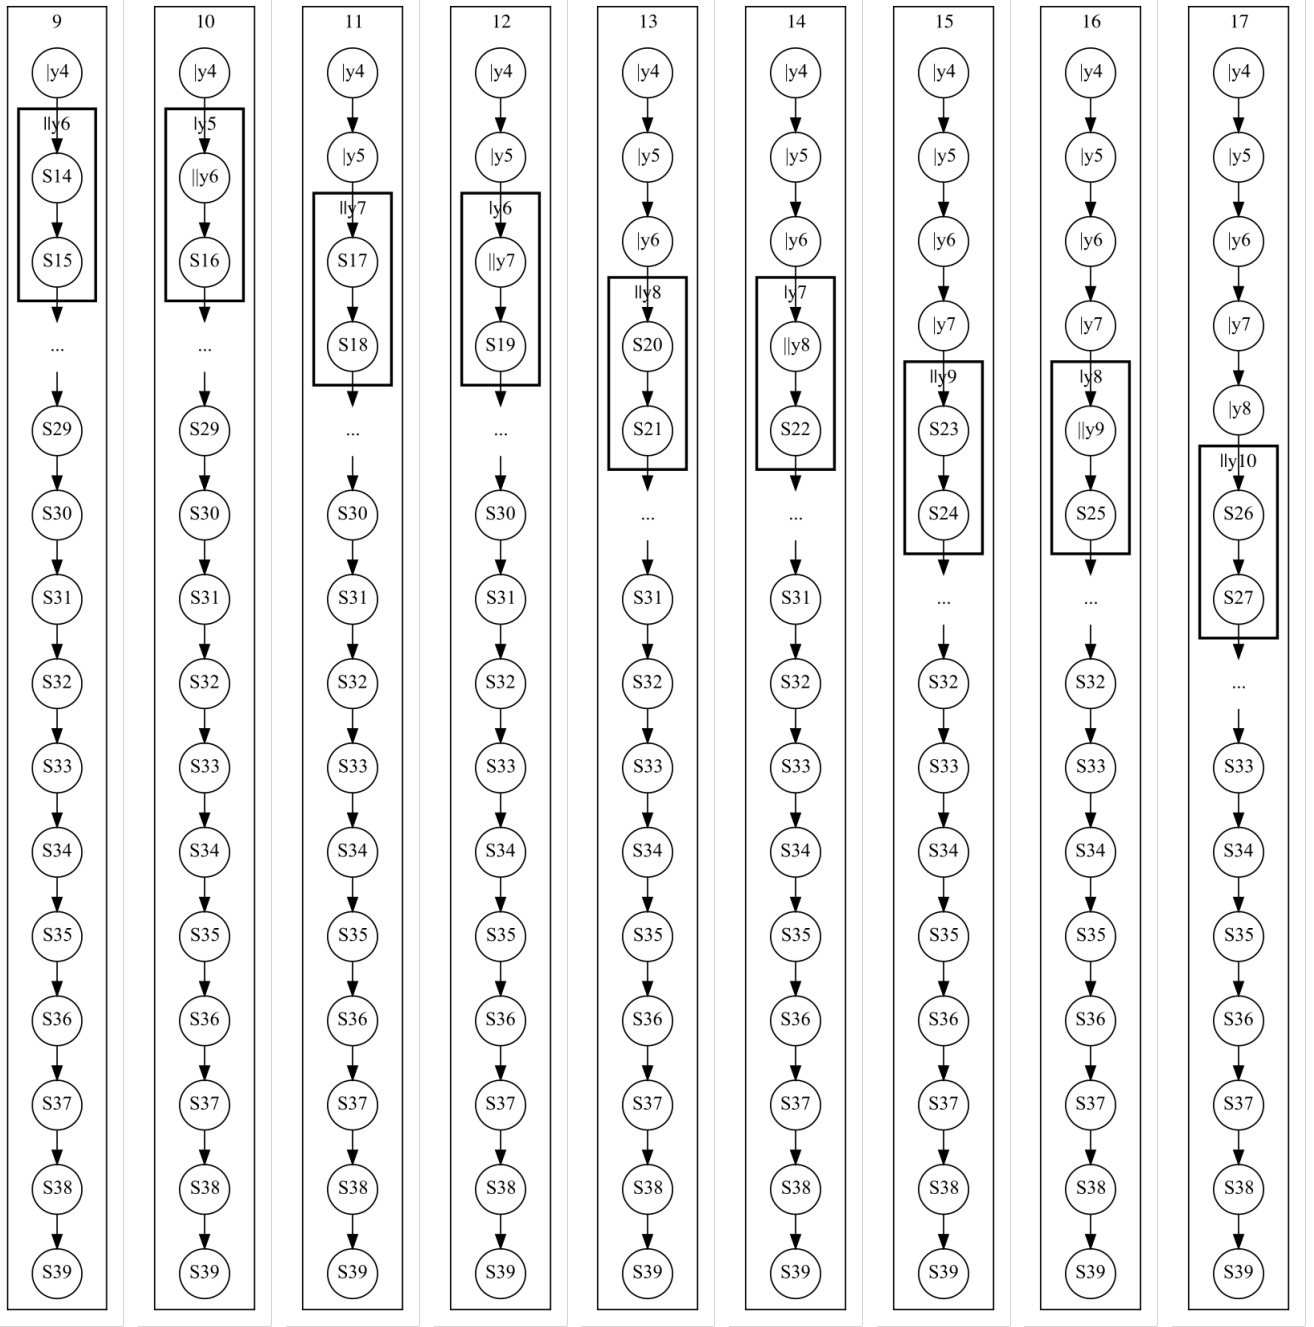 9 10 11 12 13 14 15 16 17
|y4 |y4 |y4 |y4 |y4 |y4 |y4 |y4 |y4
||y6 |y5
|y5 |y5 |y5 |y5 |y5 |y5 |y5
S14 ||y6
||y7 |y6
|y6 |y6 |y6 |y6 |y6
S15 S16 S17 ||y7
||y8 |y7
|y7 |y7 |y7
... ... S18 S19 S20 ||y8
||y9 |y8
|y8
S29 S29 ... ... S21 S22 S23 ||y9
||y10
S30 S30 S30 S30 ... ... S24 S25 S26
S31 S31 S31 S31 S31 S31 ... ... S27
S32 S32 S32 S32 S32 S32 S32 S32 ...
S33 S33 S33 S33 S33 S33 S33 S33 S33
S34 S34 S34 S34 S34 S34 S34 S34 S34
S35 S35 S35 S35 S35 S35 S35 S35 S35
S36 S36 S36 S36 S36 S36 S36 S36 S36
S37 S37 S37 S37 S37 S37 S37 S37 S37
S38 S38 S38 S38 S38 S38 S38 S38 S38
S39 S39 S39 S39 S39 S39 S39 S39 S39